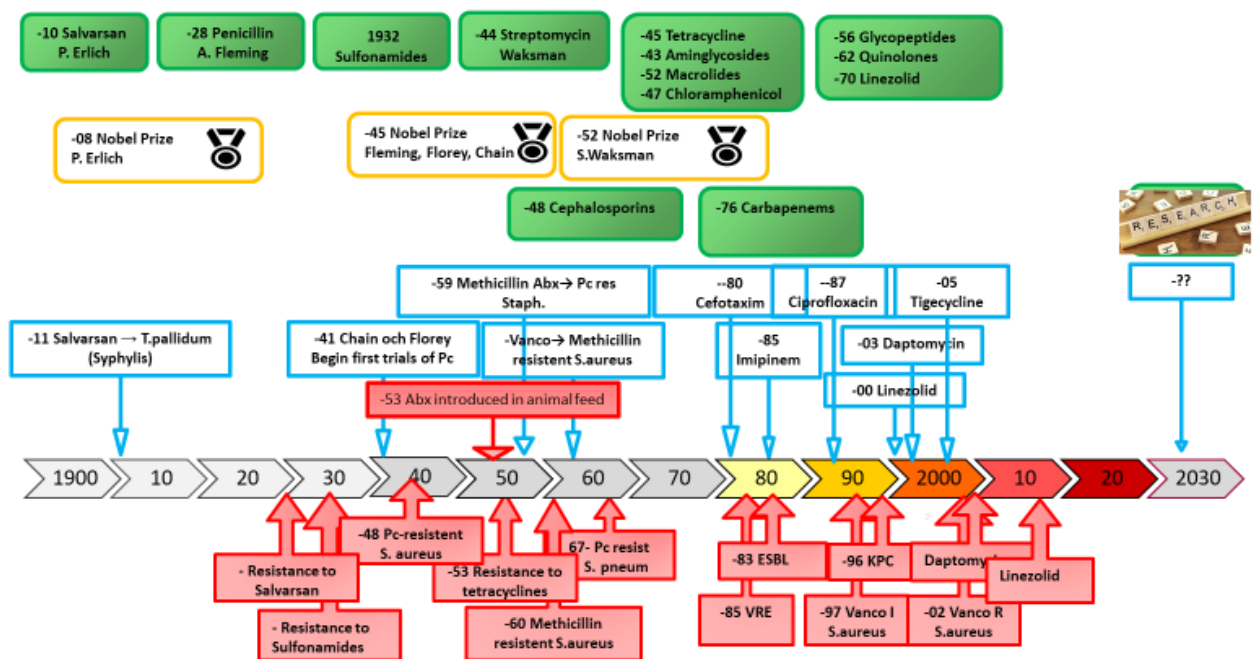 -10 Salvarsan
P. Erlich
-28 Penicillin
A. Fleming
1932
Sulfonamides
-44 Streptomycin
Waksman
-45 Tetracycline
-43 Aminglycosides
-52 Macrolides
-47 Chloramphenicol
-56 Glycopeptides
-62 Quinolones
-70 Linezolid
-08 Nobel Prize
P. Erlich
-45 Nobel Prize
Fleming, Florey, Chain
-52 Nobel Prize
S.Waksman
-48 Cephalosporins
-76 Carbapenems
RESEARCH
-11 Salvarsan → T.pallidum
(Syphylis)
-41 Chain och Florey
Begin first trials of Pc
-59 Methicillin Abx→ Pc res
Staph.
-Vanco→ Methicillin
resistent S.aureus
--80
Cefotaxim
-85
Imipinem
--87
Ciprofloxacin
-05
Tigecycline
-03 Daptomycin
-00 Linezolid
-??
-53 Abx introduced in animal feed
1900 10 20 30 40 50 60 70 80 90 2000 10 20 2030
- Resistance to
Salvarsan
- Resistance to
Sulfonamides
-48 Pc-resistent
S. aureus
-53 Resistance to
tetracyclines
-60 Methicillin
resistent S.aureus
67- Pc resist
S. pneum
-83 ESBL
-85 VRE
-96 KPC
-97 Vanco I
S.aureus
-02 Vanco R
S.aureus
Linezolid